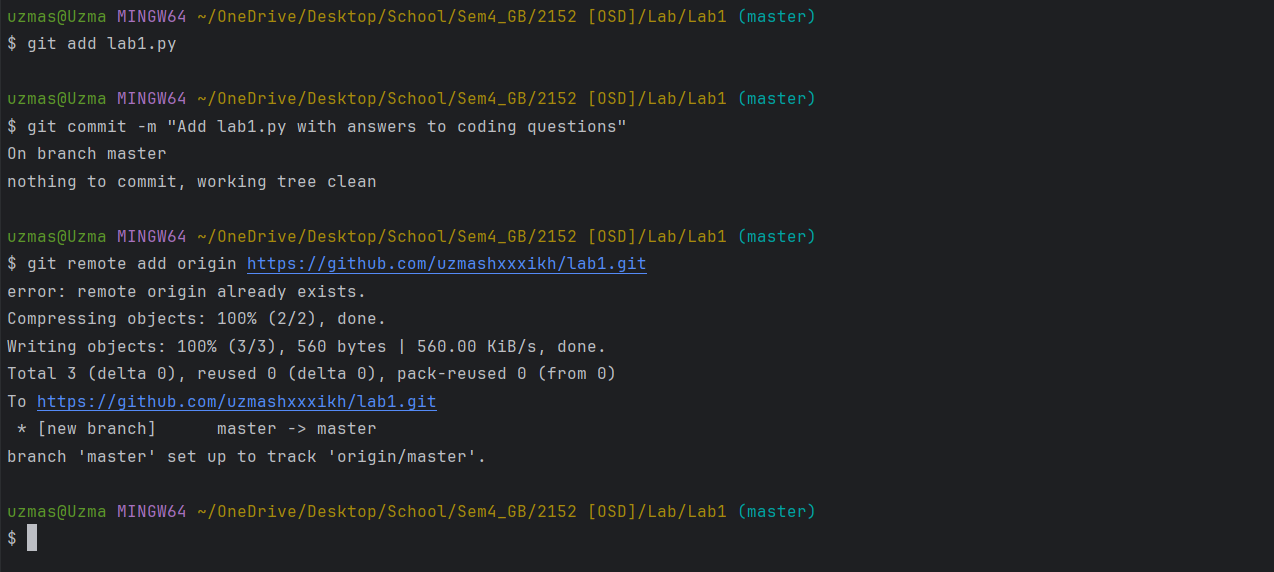 uzmas@Uzma MINGW64 ~/OneDrive/Desktop/School/Sem4_GB/2152 [OSD]/Lab/Lab1 (master)
$ git add lab1.py
uzmas@Uzma MINGW64 ~/OneDrive/Desktop/School/Sem4_GB/2152 [OSD]/Lab/Lab1 (master)
$ git commit -m "Add lab1.py with answers to coding questions"
On branch master
nothing to commit, working tree clean
uzmas@Uzma MINGW64 ~/OneDrive/Desktop/School/Sem4_GB/2152 [OSD]/Lab/Lab1 (master)
$ git remote add origin https://github.com/uzmashxxxikh/lab1.git
error: remote origin already exists.
Compressing objects: 100% (2/2), done.
Writing objects: 100% (3/3), 560 bytes | 560.00 KiB/s, done.
Total 3 (delta 0), reused 0 (delta 0), pack-reused 0 (from 0)
To https://github.com/uzmashxxxikh/lab1.git
 * [new branch]      master -> master
branch 'master' set up to track 'origin/master'.
uzmas@Uzma MINGW64 ~/OneDrive/Desktop/School/Sem4_GB/2152 [OSD]/Lab/Lab1 (master)
$